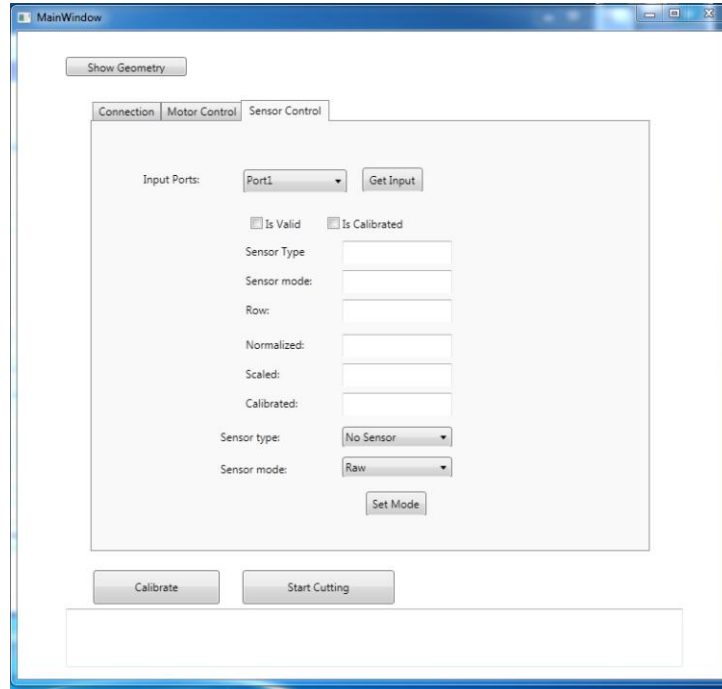 MainWindow
Show Geometry
Connection Motor Control Sensor Control
Input Ports: Port1 Get Input
Is Valid Is Calibrated
Sensor Type
Sensor mode:
Row:
Normalized:
Scaled:
Calibrated:
Sensor type: No Sensor
Sensor mode: Raw
Set Mode
Calibrate Start Cutting